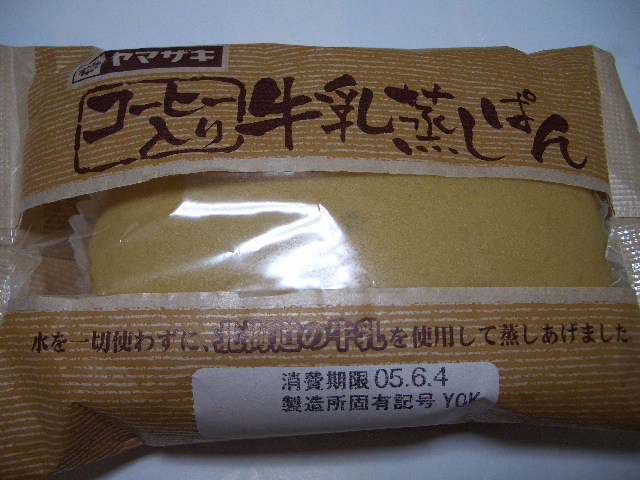 ヤマザキ
コーヒー入り
牛乳蒸しぱん
水を一切使わずに、北海道の牛乳を使用して蒸しあげました
消費期限 05.6.4
製造所固有記号 YOK